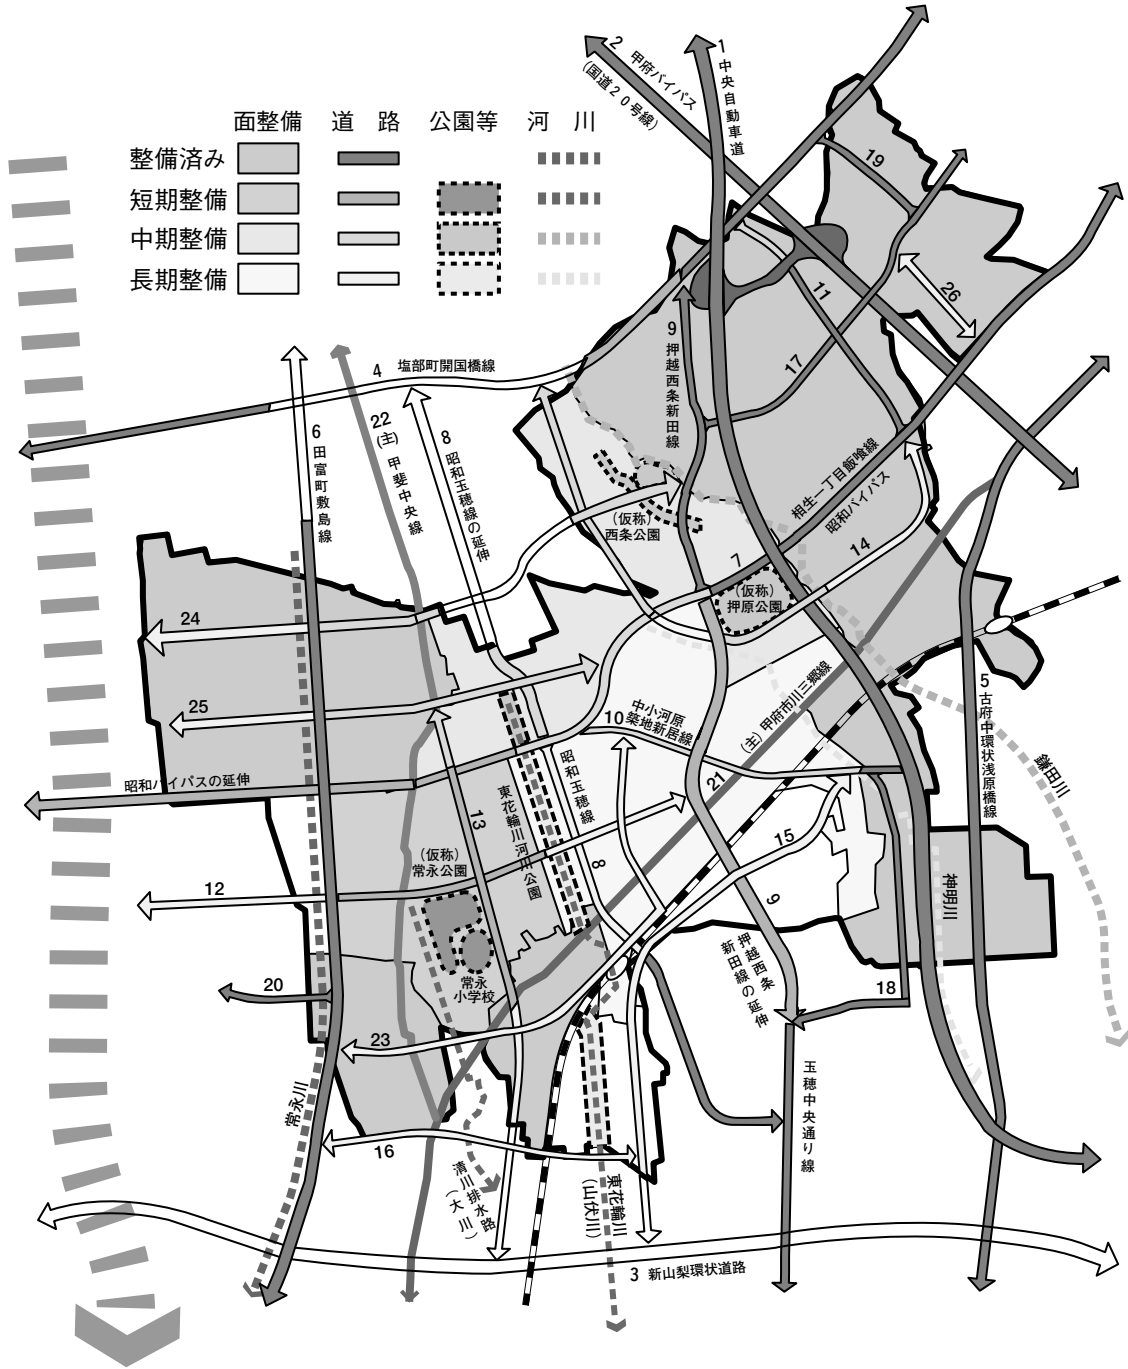 面整備 道 路 公園等 河 川
整備済み
短期整備
中期整備
長期整備
1 中央自動車道
2 甲府バイパス
(国道20号線)
19
26
11
17
9 押越西条新田線
4 塩部町開国橋線
22 (主)甲斐中央線
6 田富町敷島線
8 昭和玉穂線の延伸
相生一丁目飯喰線
昭和バイパス
(仮称)
西条公園
7
14
(仮称)
押原公園
24
25
5 古府中環状浅原橋線
(主)甲府市川三郷線
中小河原
築地新居線
10
21
鎌田川
昭和バイパスの延伸
昭和玉穂線
東花輪川河川公園
13
(仮称)
常永公園
8
15
12
9
神明川
押越西条
新田線の延伸
常永
小学校
20
18
23
常永川
16
玉穂中央通り線
清川排水路
(大川)
東花輪川
(山伏川)
3 新山梨環状道路